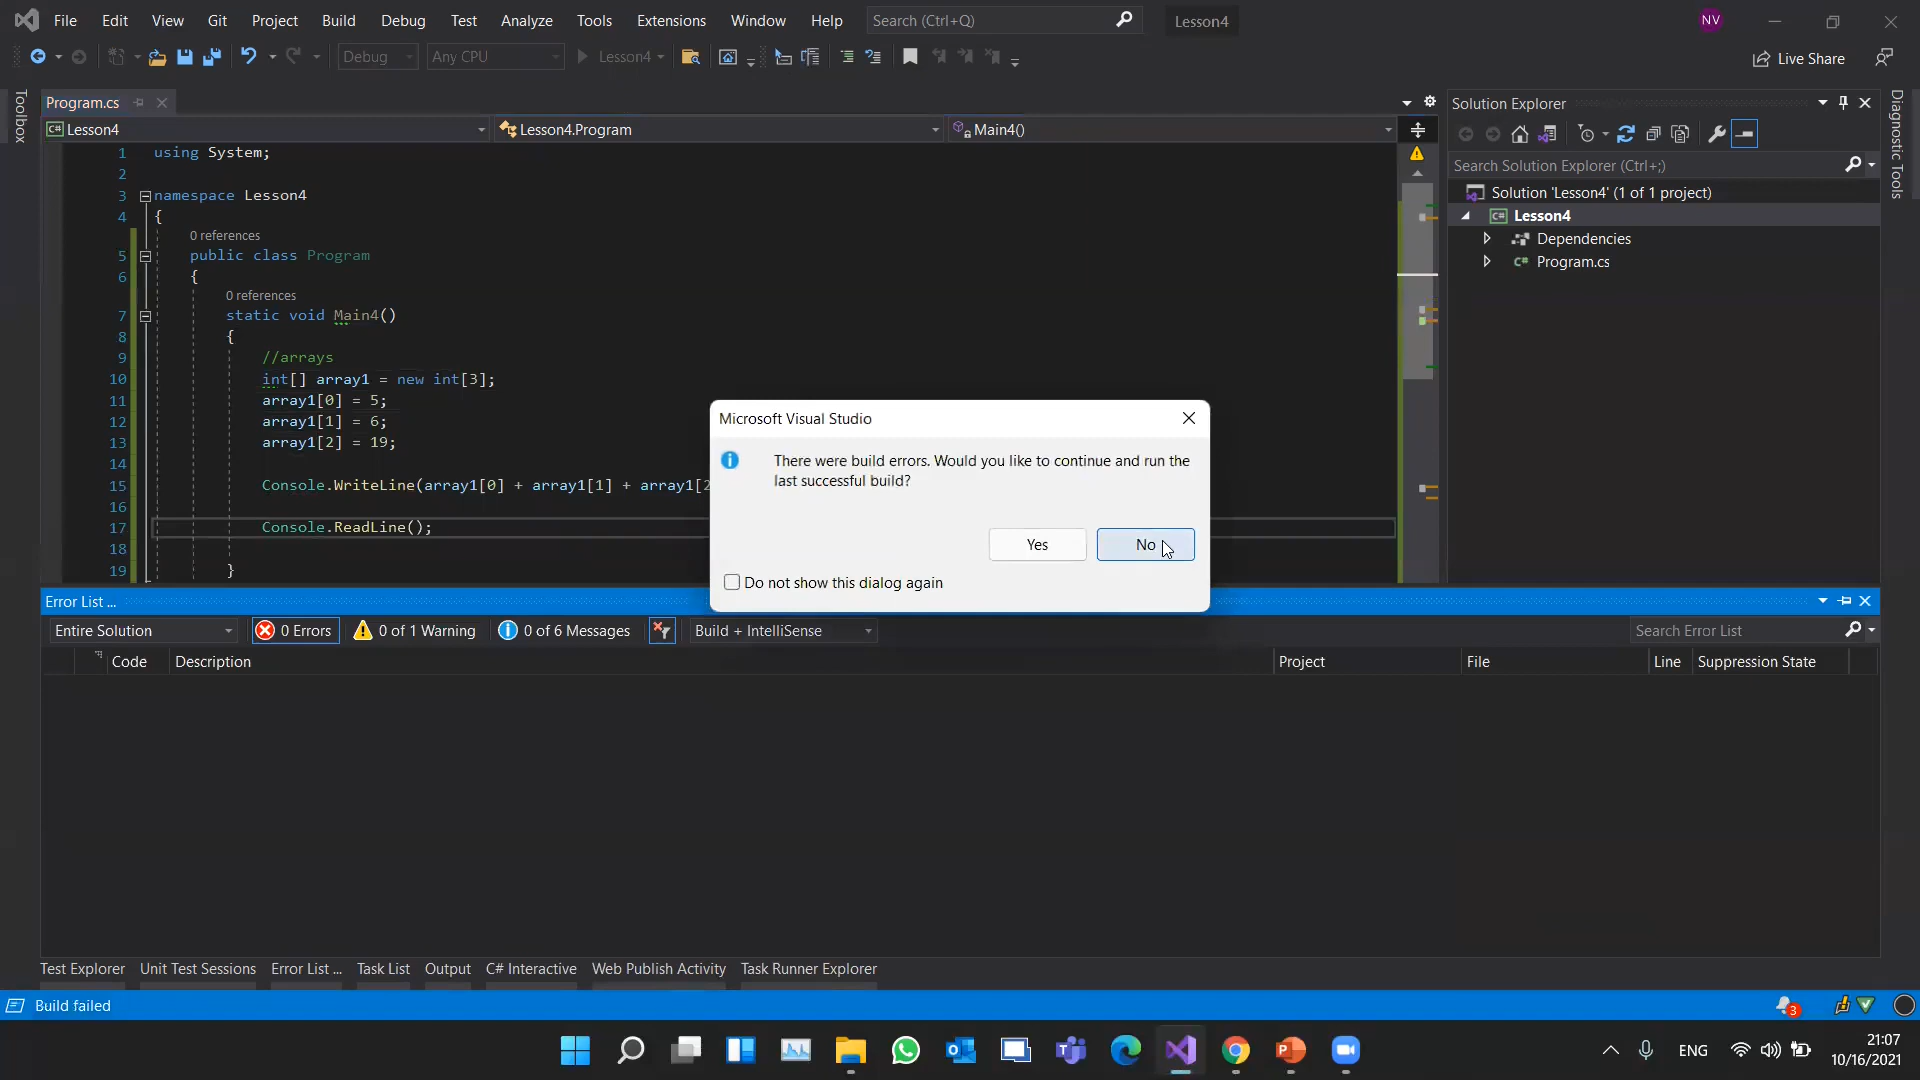 File Edit View Git Project Build Debug Test Analyze Tools Extensions Window Help Search (Ctrl+Q) Lesson4 NV
Debug Any CPU Lesson4 Live Share
Toolbox
Program.cs
Lesson4 Lesson4.Program Main4()
1 using System;
2
3 namespace Lesson4
4 {
0 references
5 public class Program
6 {
0 references
7 static void Main4()
8 {
9 //arrays
10 int[] array1 = new int[3];
11 array1[0] = 5;
12 array1[1] = 6;
13 array1[2] = 19;
14
15 Console.WriteLine(array1[0] + array1[1] + array1[2
16
17 Console.ReadLine();
18
19 }
Microsoft Visual Studio
There were build errors. Would you like to continue and run the
last successful build?
Yes No
Do not show this dialog again
Solution Explorer
Search Solution Explorer (Ctrl+;)
Solution 'Lesson4' (1 of 1 project)
Lesson4
Dependencies
C# Program.cs
Diagnostic Tools
Error List ...
Entire Solution 0 Errors 0 of 1 Warning 0 of 6 Messages Build + IntelliSense Search Error List
Code Description Project File Line Suppression State
Test Explorer Unit Test Sessions Error List ... Task List Output C# Interactive Web Publish Activity Task Runner Explorer
Build failed 3
ENG 21:07
10/16/2021